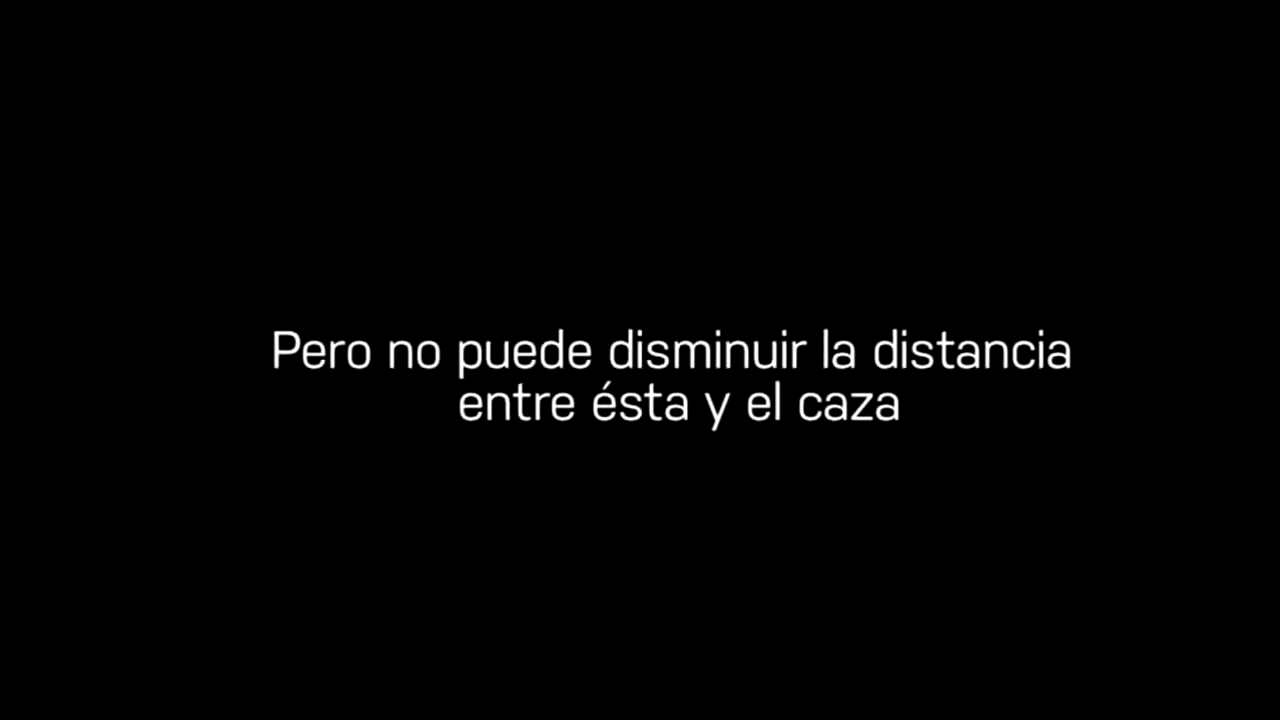 Pero no puede disminuir la distancia
entre ésta y el caza